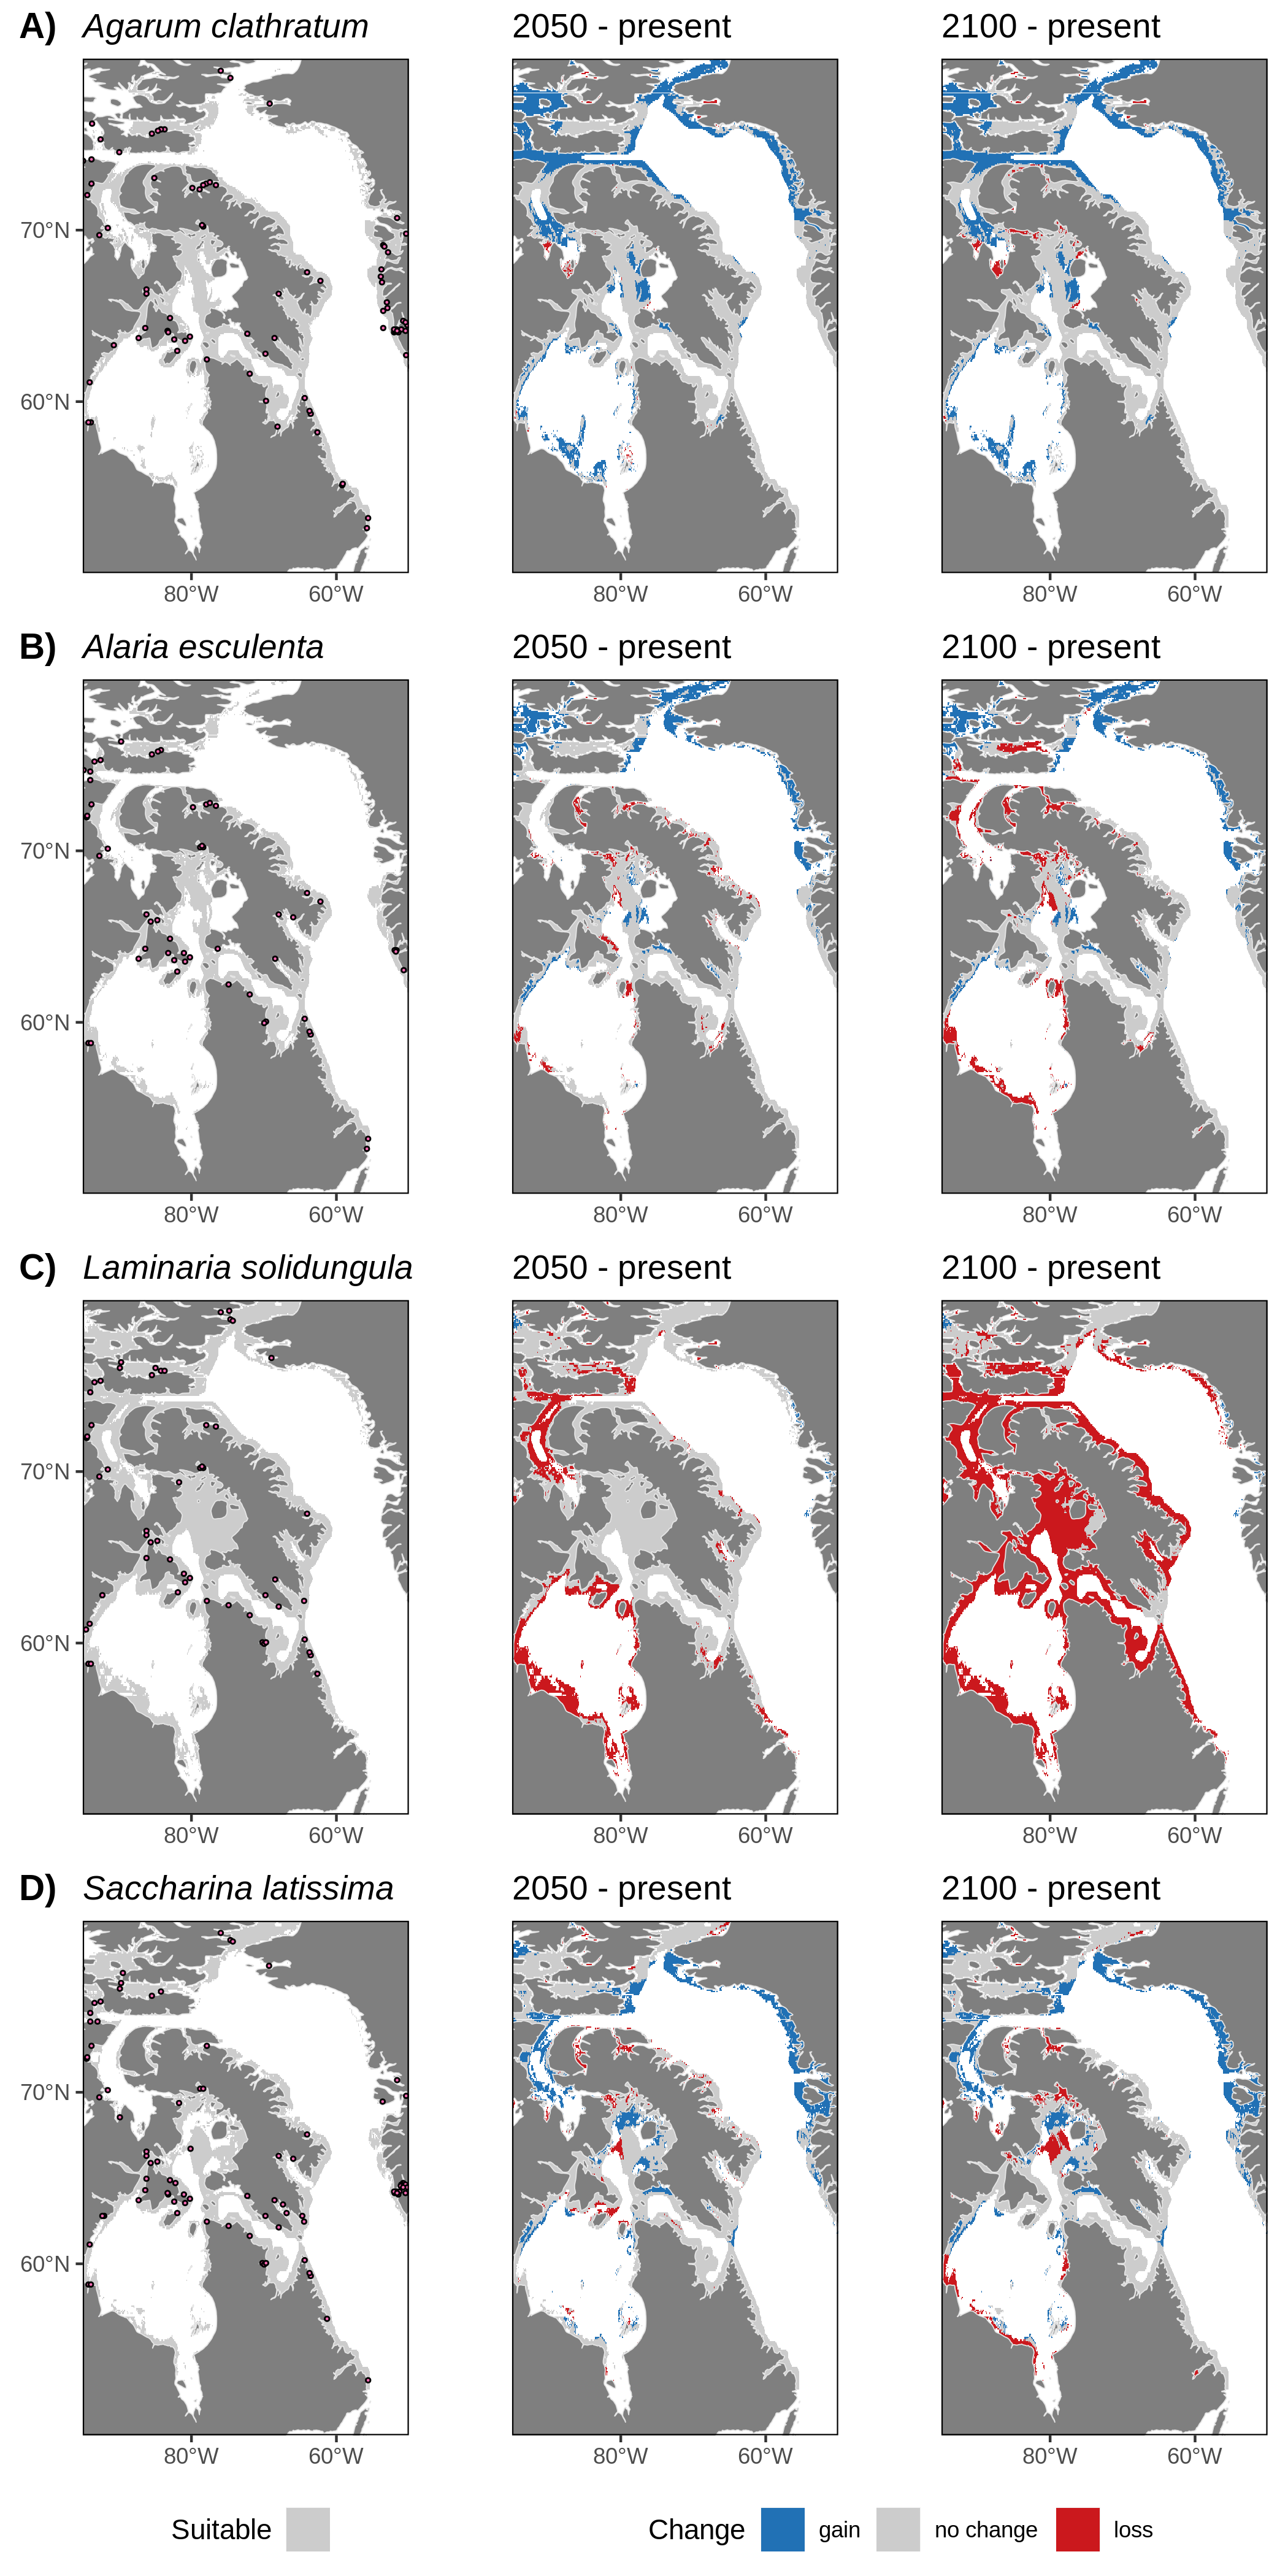 A) Agarum clathratum 2050 - present 2100 - present
70°N
60°N
80°W 60°W 80°W 60°W 80°W 60°W
B) Alaria esculenta 2050 - present 2100 - present
70°N
60°N
80°W 60°W 80°W 60°W 80°W 60°W
C) Laminaria solidungula 2050 - present 2100 - present
70°N
60°N
80°W 60°W 80°W 60°W 80°W 60°W
D) Saccharina latissima 2050 - present 2100 - present
70°N
60°N
80°W 60°W 80°W 60°W 80°W 60°W
Suitable Change gain no change loss